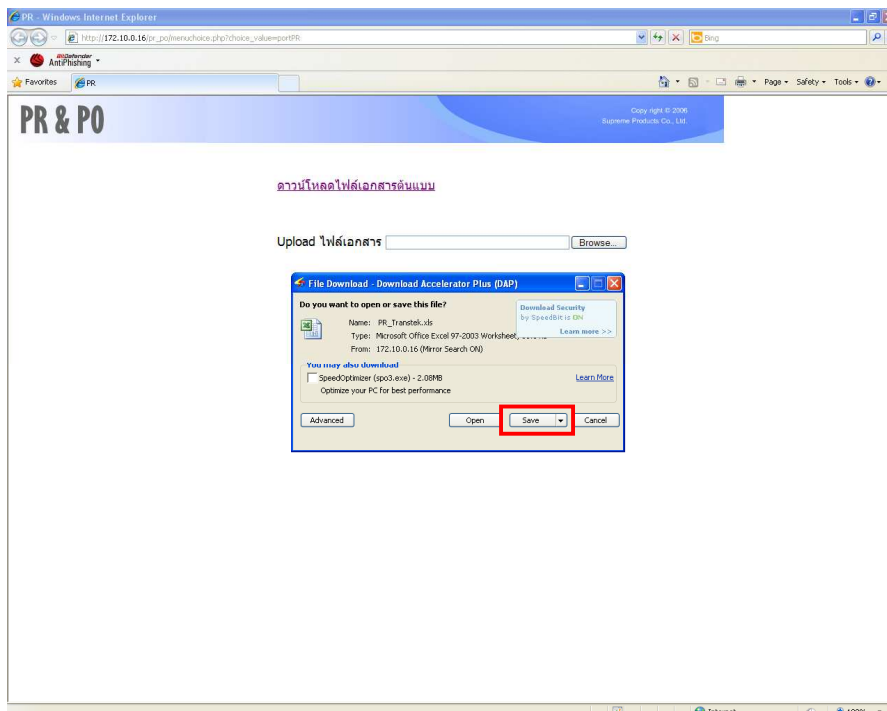 PR - Windows Internet Explorer
http://172.10.0.16/pr_po/menuchoice.php?choice_value=portPR
Bing
BitDefender
AntiPhishing
Favorites
PR
Page
Safety
Tools
PR & PO
Copy right © 2006
Supreme Products Co., Ltd.
ดาวน์โหลดไฟล์เอกสารต้นแบบ
Upload ไฟล์เอกสาร
Browse...
File Download - Download Accelerator Plus (DAP)
Do you want to open or save this file?
Download Security
by SpeedBit is ON
Learn more >>
Name: PR_Transtek.xls
Type: Microsoft Office Excel 97-2003 Worksheet,
From: 172.10.0.16 (Mirror Search ON)
You may also download
SpeedOptimizer (spo3.exe) - 2.08MB
Learn More
Optimize your PC for best performance
Advanced
Open
Save
Cancel